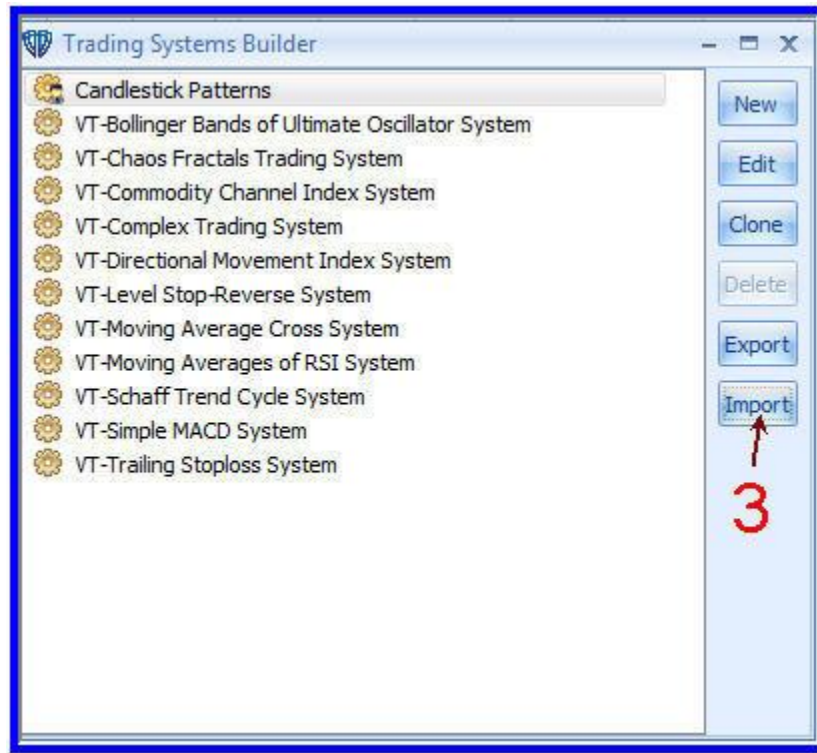 Trading Systems Builder
Candlestick Patterns
VT-Bollinger Bands of Ultimate Oscillator System
VT-Chaos Fractals Trading System
VT-Commodity Channel Index System
VT-Complex Trading System
VT-Directional Movement Index System
VT-Level Stop-Reverse System
VT-Moving Average Cross System
VT-Moving Averages of RSI System
VT-Schaff Trend Cycle System
VT-Simple MACD System
VT-Trailing Stoploss System
New
Edit
Clone
Delete
Export
Import
3